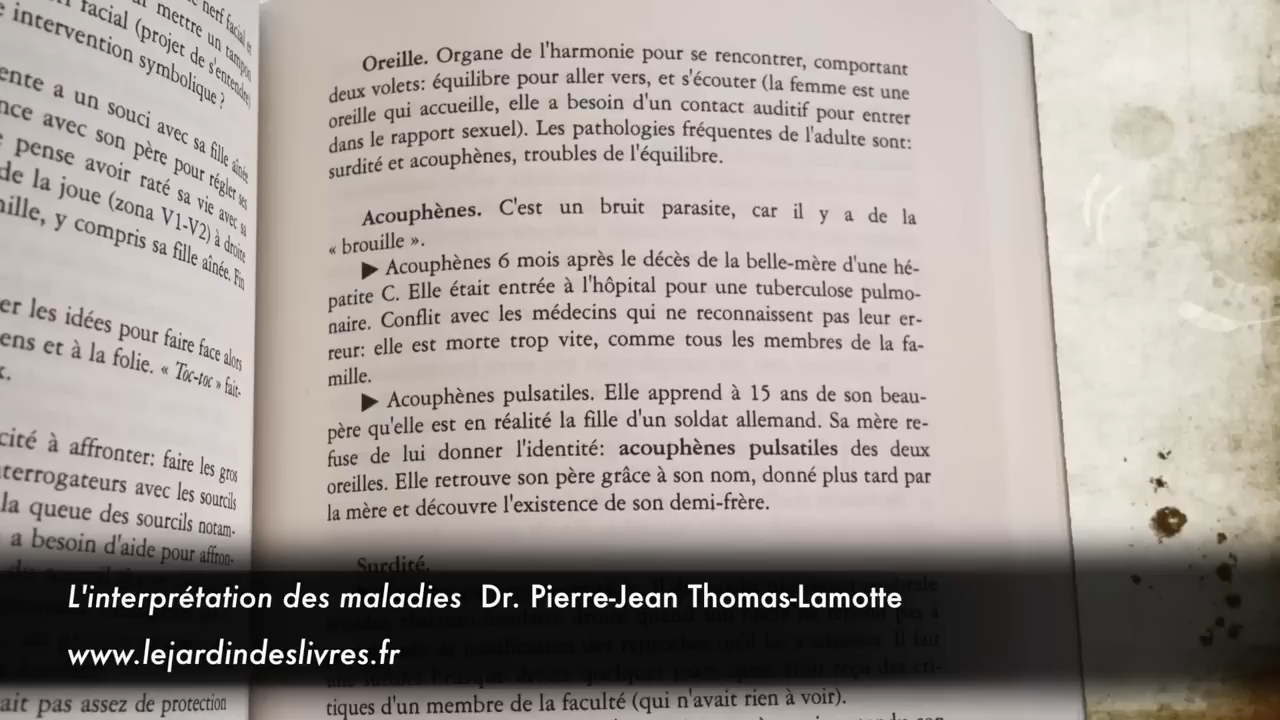 nerf facial et
mettre un tampon
facial (projet de s'entendre)
intervention symbolique ?
ente a un souci avec sa fille aînée
nce avec son père pour régler ses
pense avoir raté sa vie avec sa
de la joue (zona V1-V2) à droite
mille, y compris sa fille aînée. Fin
er les idées pour faire face alors
ens et à la folie. « Toc-toc » fait-
cité à affronter: faire les gros
terrogateurs avec les sourcils
la queue des sourcils notam-
a besoin d'aide pour affron-
ait pas assez de protection
Oreille. Organe de l'harmonie pour se rencontrer, comportant
deux volets: équilibre pour aller vers, et s'écouter (la femme est une
oreille qui accueille, elle a besoin d'un contact auditif pour entrer
dans le rapport sexuel). Les pathologies fréquentes de l'adulte sont:
surdité et acouphènes, troubles de l'équilibre.
Acouphènes. C'est un bruit parasite, car il y a de la
« brouille ».
▶ Acouphènes 6 mois après le décès de la belle-mère d'une hé-
patite C. Elle était entrée à l'hôpital pour une tuberculose pulmo-
naire. Conflit avec les médecins qui ne reconnaissent pas leur er-
reur: elle est morte trop vite, comme tous les membres de la fa-
mille.
▶ Acouphènes pulsatiles. Elle apprend à 15 ans de son beau-
père qu'elle est en réalité la fille d'un soldat allemand. Sa mère re-
fuse de lui donner l'identité: acouphènes pulsatiles des deux
oreilles. Elle retrouve son père grâce à son nom, donné plus tard par
la mère et découvre l'existence de son demi-frère.
Surdité.
L'interprétation des maladies Dr. Pierre-Jean Thomas-Lamotte
www.lejardindeslivres.fr
tiques d'un membre de la faculté (qui n'avait rien à voir).